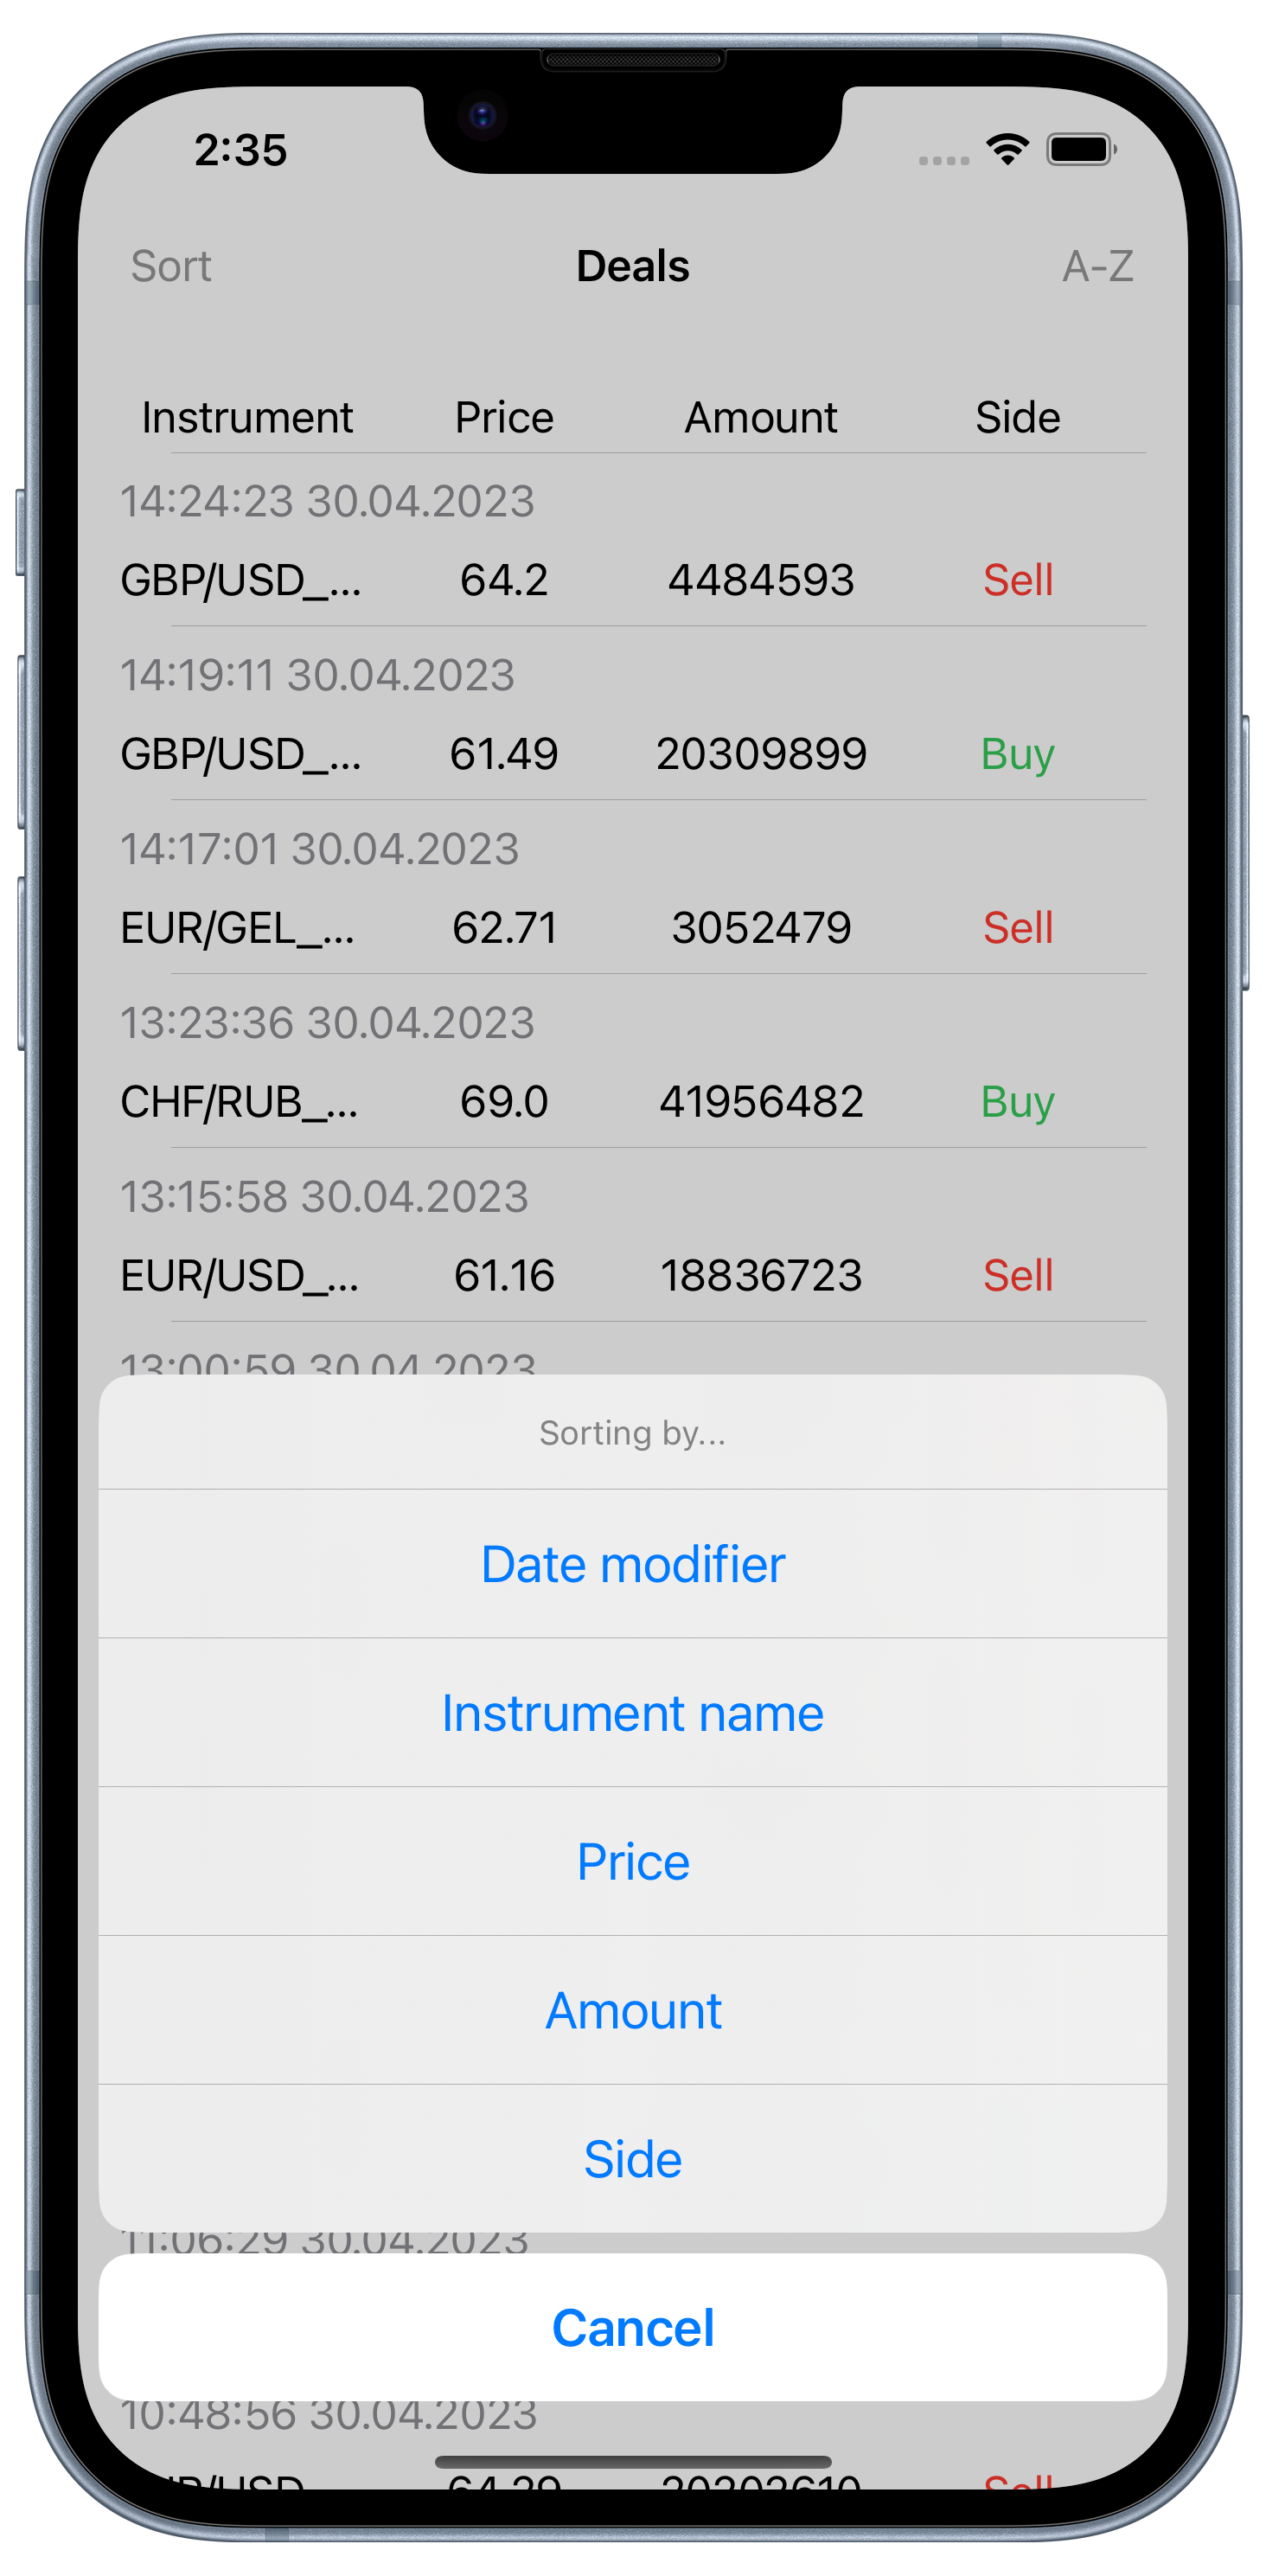 2:35
Sort Deals A-Z
Instrument Price Amount Side
14:24:23 30.04.2023
GBP/USD_... 64.2 4484593 Sell
14:19:11 30.04.2023
GBP/USD_... 61.49 20309899 Buy
14:17:01 30.04.2023
EUR/GEL_... 62.71 3052479 Sell
13:23:36 30.04.2023
CHF/RUB_... 69.0 41956482 Buy
13:15:58 30.04.2023
EUR/USD_... 61.16 18836723 Sell
13:00:59 30.04.2023
Sorting by...
Date modifier
Instrument name
Price
Amount
Side
11:06:29 30.04.2023
Cancel
10:48:56 30.04.2023
64.29 Sell